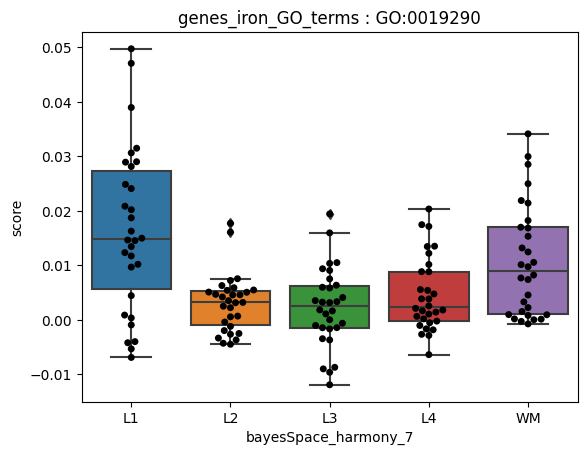 genes_iron_GO_terms : GO:0019290
0.05
0.04
0.03
0.02
0.01
0.00
−0.01
score
L1 L2 L3 L4 WM
bayesSpace_harmony_7